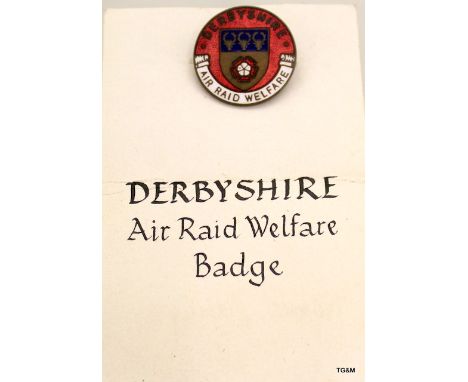 DERBYSHIRE
AIR RAID WELFARE
DERBYSHIRE
Air Raid Welfare
Badge
TG&M